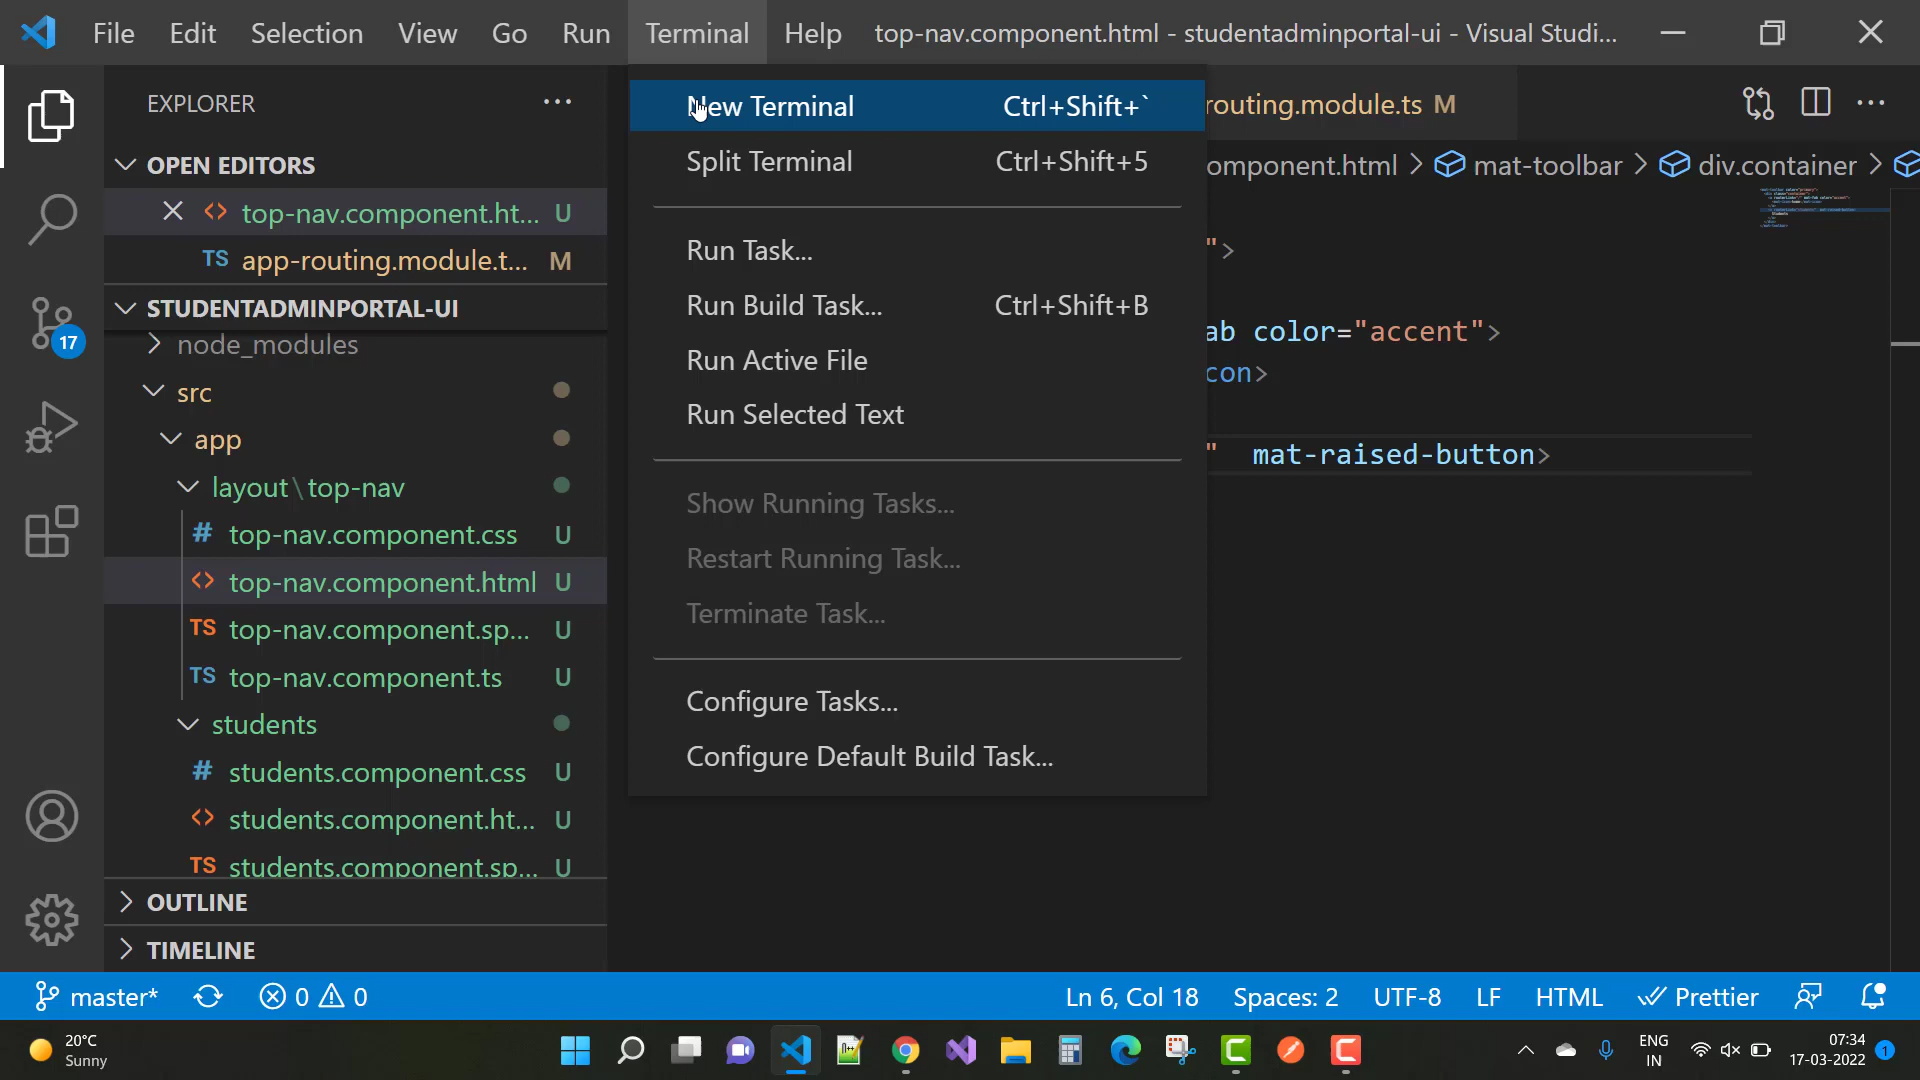 File Edit Selection View Go Run Terminal Help top-nav.component.html - studentadminportal-ui - Visual Studi...
EXPLORER ...
OPEN EDITORS
top-nav.component.ht... U
TS app-routing.module.t... M
STUDENTADMINPORTAL-UI
node_modules
src
app
layout\top-nav
# top-nav.component.css U
<> top-nav.component.html U
TS top-nav.component.sp... U
TS top-nav.component.ts U
students
# students.component.css U
<> students.component.ht... U
TS students.component.sp... U
OUTLINE
TIMELINE
17
New Terminal Ctrl+Shift+`
Split Terminal Ctrl+Shift+5
Run Task...
Run Build Task... Ctrl+Shift+B
Run Active File
Run Selected Text
Show Running Tasks...
Restart Running Task...
Terminate Task...
Configure Tasks...
Configure Default Build Task...
routing.module.ts M
omponent.html > mat-toolbar > div.container >
">
ab color="accent">
con>
" mat-raised-button>
master* 0 0 Ln 6, Col 18 Spaces: 2 UTF-8 LF HTML Prettier
20°C
Sunny
ENG
IN
07:34
17-03-2022
1